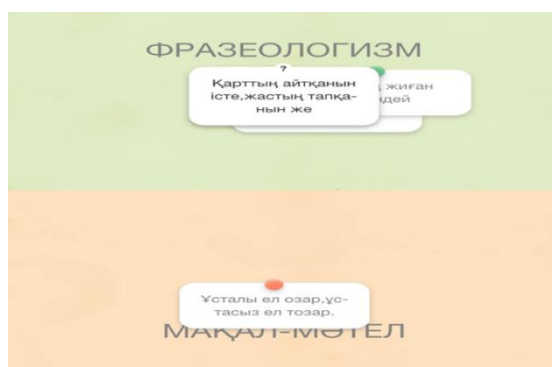 ФРАЗЕОЛОГИЗМ
?
Қарттың айтқанын
істе,жастың тапқа-
нын же
жиған
ндей
Ұсталы ел озар,ұс-
тасыз ел тозар.
МАҚАЛ-МӘТЕЛ